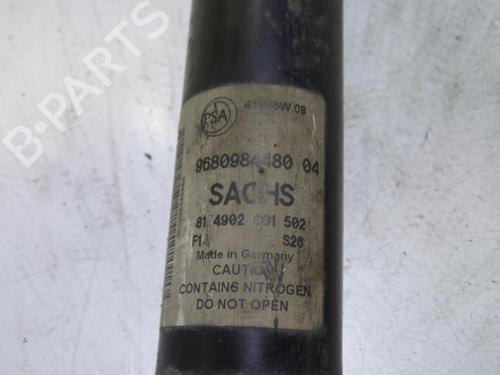 PSA
9680984480 04
SACHS
81 4902 001 502
F1 S26
Made in Germany
CAUTION
CONTAINS NITROGEN
DO NOT OPEN
B-Parts